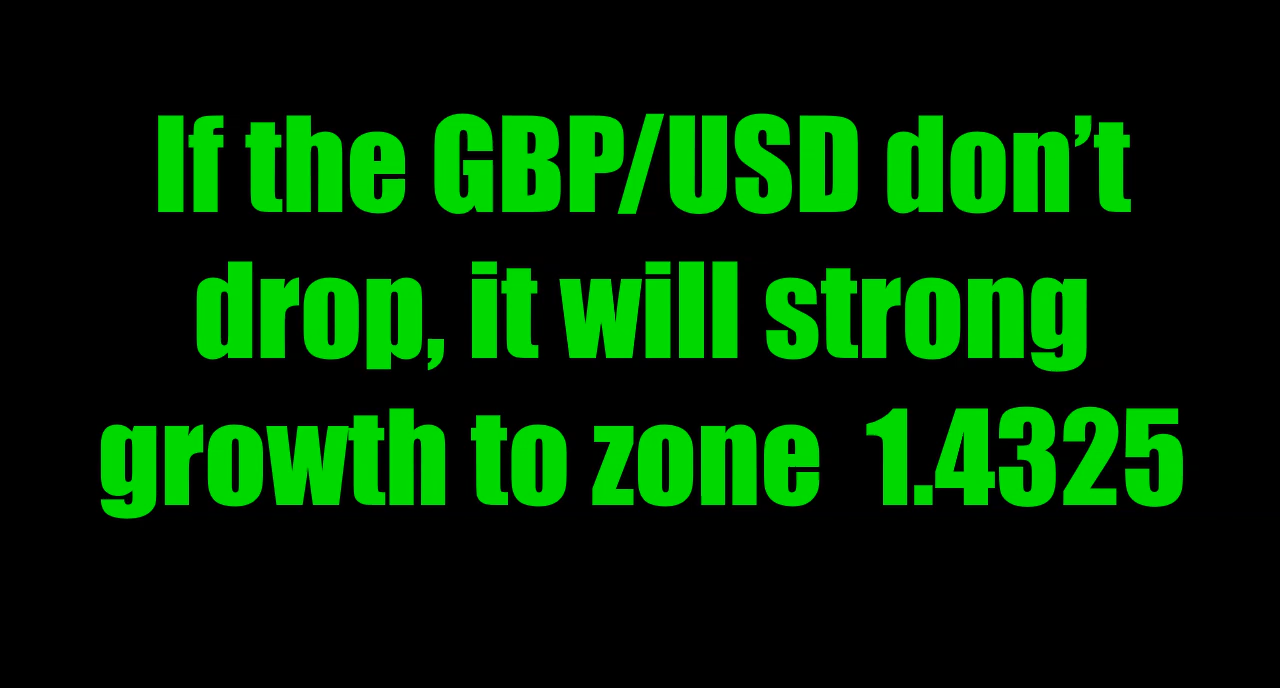 If the GBP/USD don’t
drop, it will strong
growth to zone  1.4325